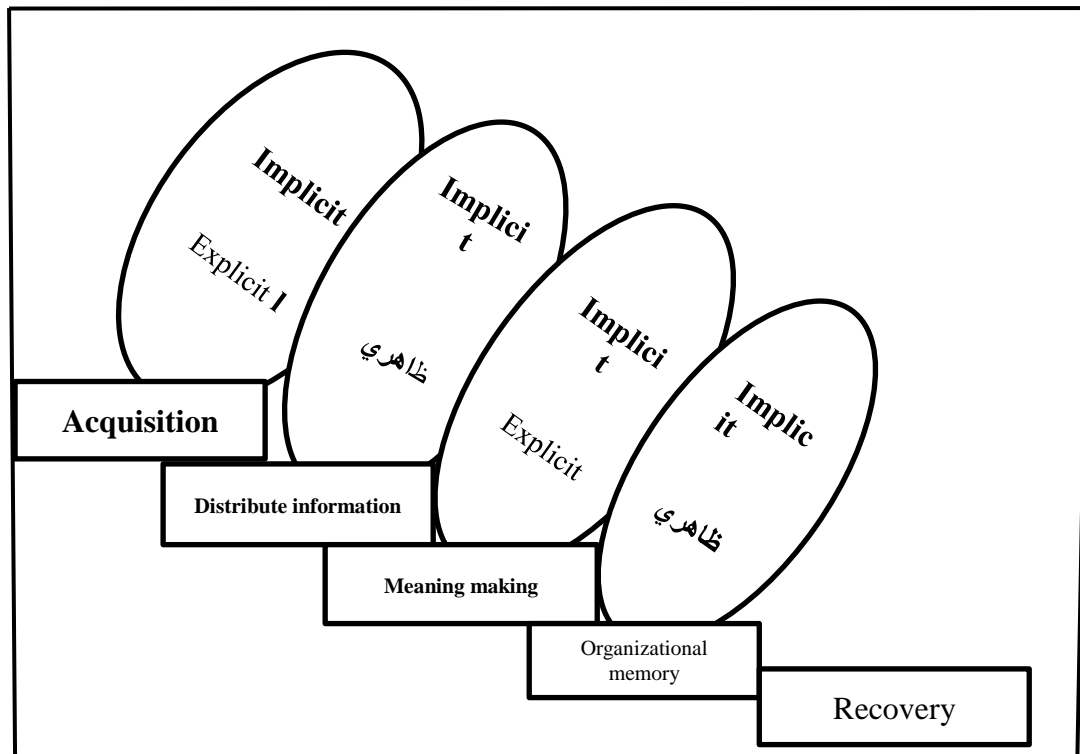 Implicit
Explicit l
Implici
t
ظاهري
Implici
t
Explicit
Implic
it
ظاهري
Acquisition
Distribute information
Meaning making
Organizational
memory
Recovery